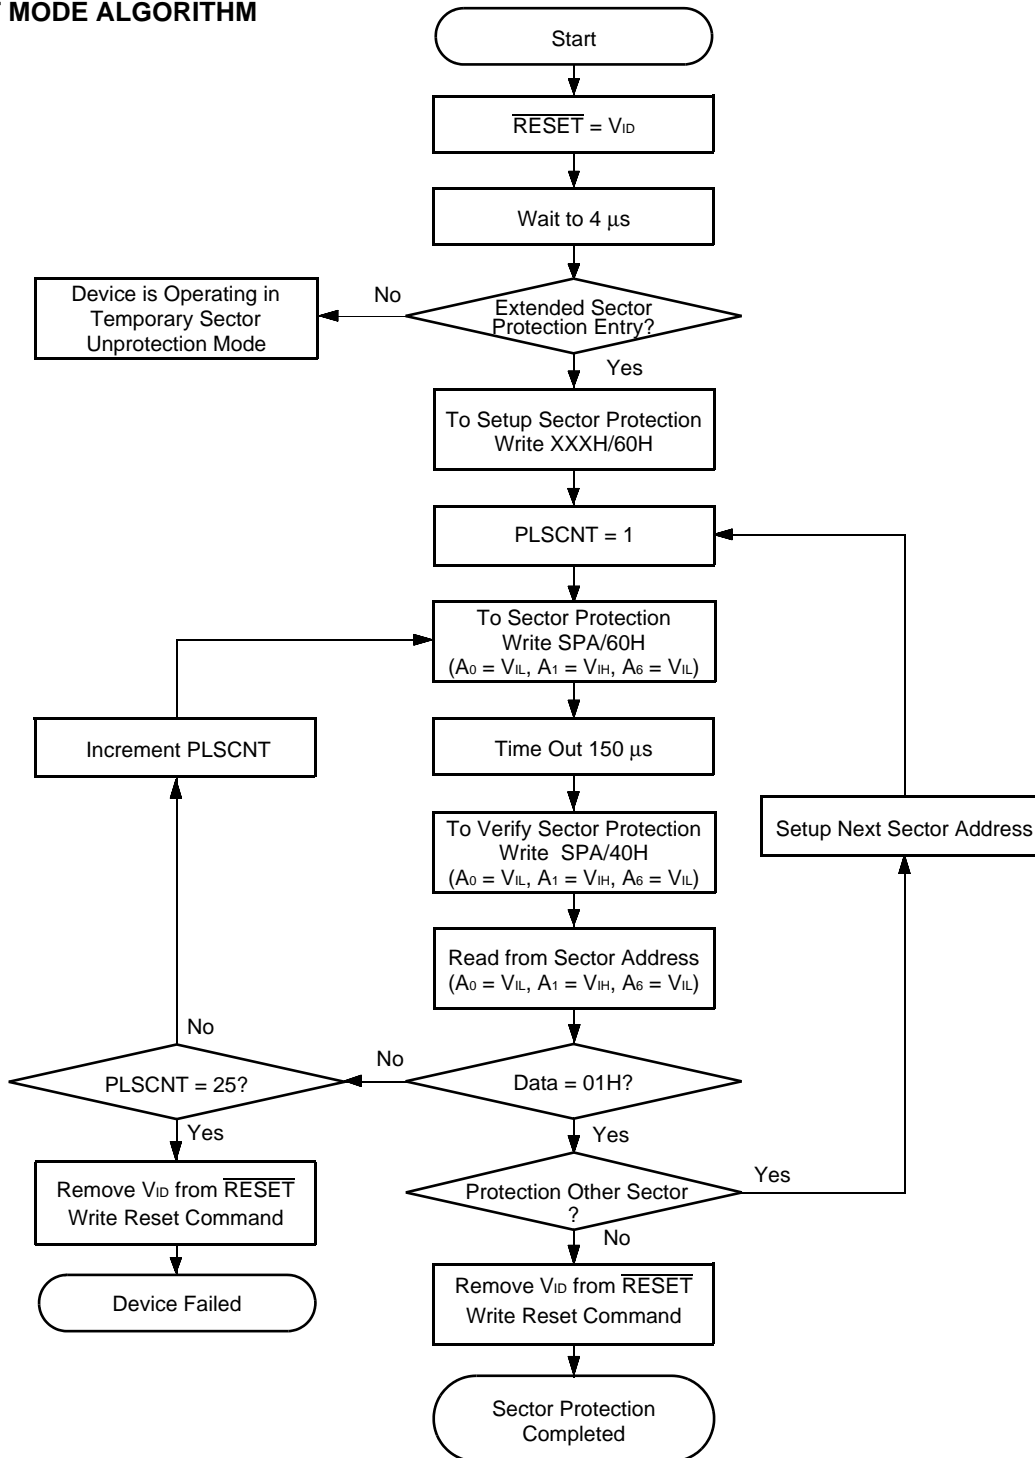 MODE ALGORITHM
Start
RESET = VID
Wait to 4 μs
No
Device is Operating in
Temporary Sector
Unprotection Mode
Extended Sector
Protection Entry?
Yes
To Setup Sector Protection
Write XXXH/60H
PLSCNT = 1
To Sector Protection
Write SPA/60H
(A0 = VIL, A1 = VIH, A6 = VIL)
Increment PLSCNT
Time Out 150 μs
Setup Next Sector Address
To Verify Sector Protection
Write SPA/40H
(A0 = VIL, A1 = VIH, A6 = VIL)
Read from Sector Address
(A0 = VIL, A1 = VIH, A6 = VIL)
No
PLSCNT = 25?
No
Data = 01H?
Yes
Yes
Remove VID from RESET
Write Reset Command
Protection Other Sector
?
Yes
No
Device Failed
Remove VID from RESET
Write Reset Command
Sector Protection
Completed